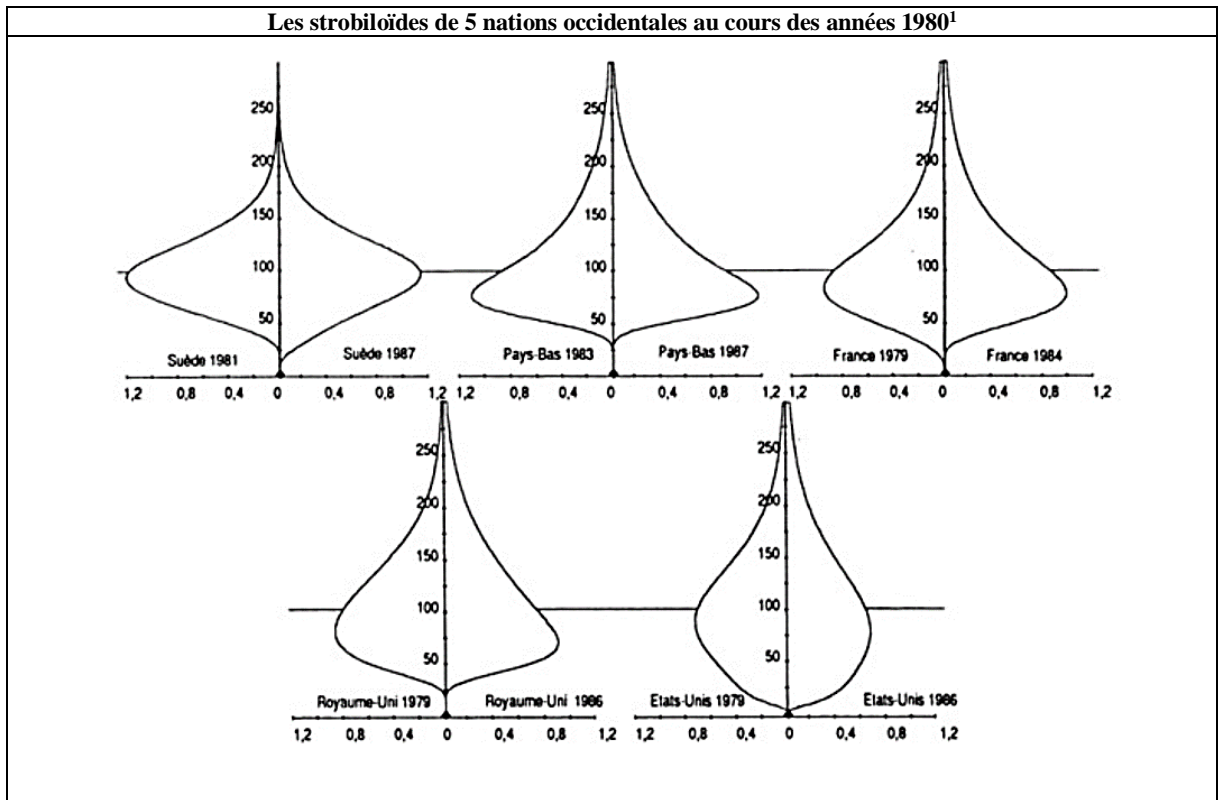 Les strobiloïdes de 5 nations occidentales au cours des années 1980¹
250
200
150
100
50
Suède 1981
Suède 1987
1,2 0,8 0,4 0 0,4 0,8 1,2
250
200
150
100
50
Pays-Bas 1983
Pays-Bas 1987
0,8 0,4 0 0,4 0,8 1,2
250
200
150
100
50
France 1979
France 1984
0,8 0,4 0 0,4 0,8 1,2
250
200
150
100
50
Royaume-Uni 1979
Royaume-Uni 1986
1,2 0,8 0,4 0 0,4 0,8 1,2
250
200
150
100
50
Etats-Unis 1979
Etats-Unis 1986
0,8 0,4 0 0,4 0,8 1,2